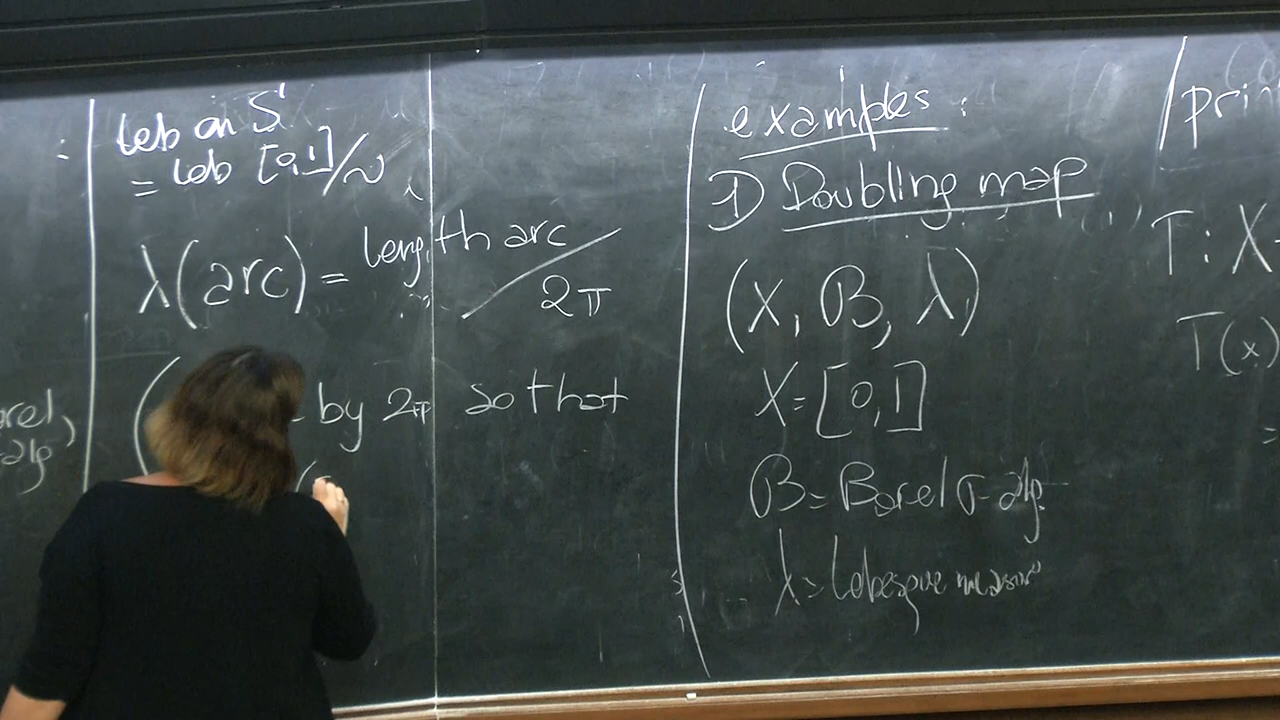 orel)
-alg
Leb on S¹
= Leb [0,1]/~
λ(arc) = length arc / 2π
( by 2π so that
(
examples:
1) Doubling map
(X, B, λ)
X = [0,1]
B = Borel σ-alg
λ = Lebesgue measure
prin
T: X
T(x)
=